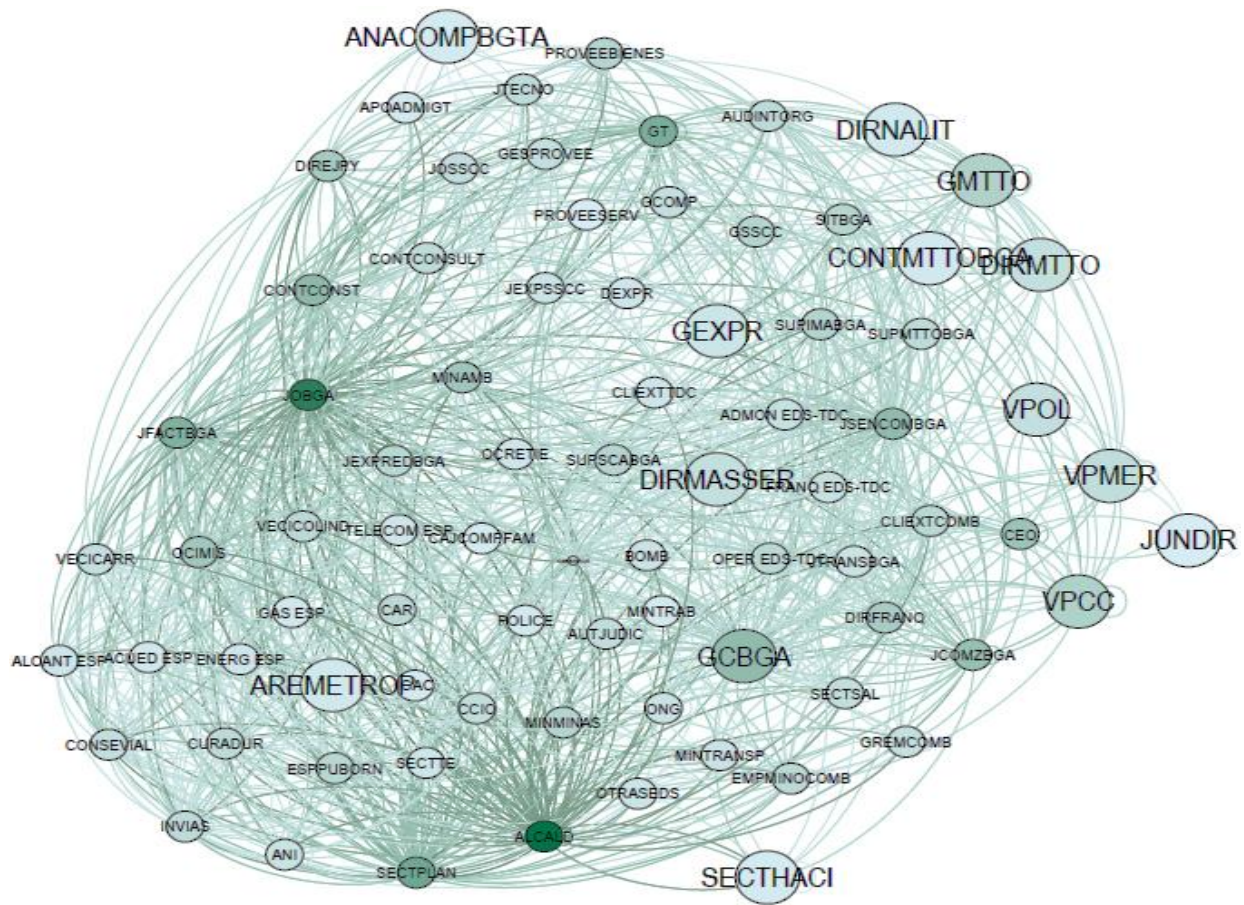 ANACOMPBGTA
PROVEEBIENES
JTECNO
APOADMIGT
AUDINTORG
DIRNALIT
GT
GESPROVEE
DIREJPY
JOSSCC
GMTTO
GCOMP
PROVEESERV
SITBGA
GSSCC
CONTCONSULT
CONTMTTOBGA
DIRMTTO
CONTCONST
JEXPSSCC
DEXPR
GEXPR
SUPIMABGA
SUPMTTOBGA
MINAMB
JOBGA
CLIEXTTDC
VPOL
ADMON EDS-TDC
JSENCOMBGA
JFACTBGA
OCRETIE
JEXPREDBGA
SUPSCABGA
DIRMASSER
VPMER
FRANQ EDS-TDC
VECICOLIND
TELECOM ESP
CAJCOMPFAM
CLIEXTCOMB
CEO
JUNDIR
VECICARR
OCIMIS
BOMB
OPER EDS-TDC
JTRANSBGA
VPCC
GAS ESP
CAR
POLICE
MINTRAB
AUTJUDIC
DIRFRANQ
ALCANT ESP
ACUED ESP
ENERG ESP
GCBGA
JCOMZBGA
AREMETROP
CCIO
IONG
SECTSAL
MINMINAS
CONSEVIAL
CURADUR
ESPPUBORN
SECTTE
MINTRANSP
GREMCOMB
EMPMINOCOMB
OTRASEDS
INVIAS
ALCALD
ANI
SECTPLAN
SECTHACI